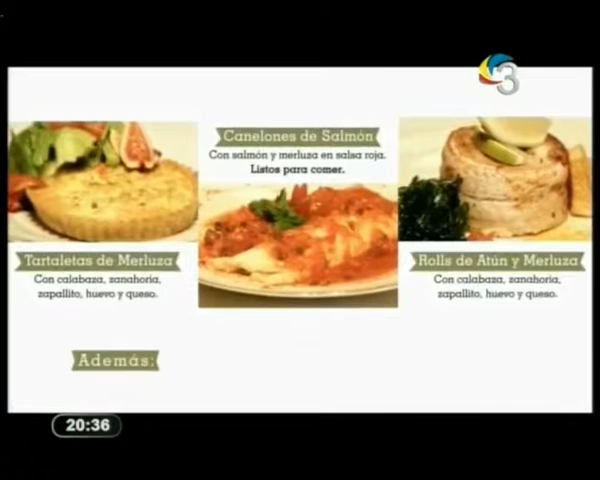 3
Canelones de Salmón
Con salmón y merluza en salsa roja.
Listos para comer.
Tartaletas de Merluza
Con calabaza, zanahoria,
zapallito, huevo y queso.
Rolls de Atún y Merluza
Con calabaza, zanahoria,
zapallito, huevo y queso.
Además:
20:36